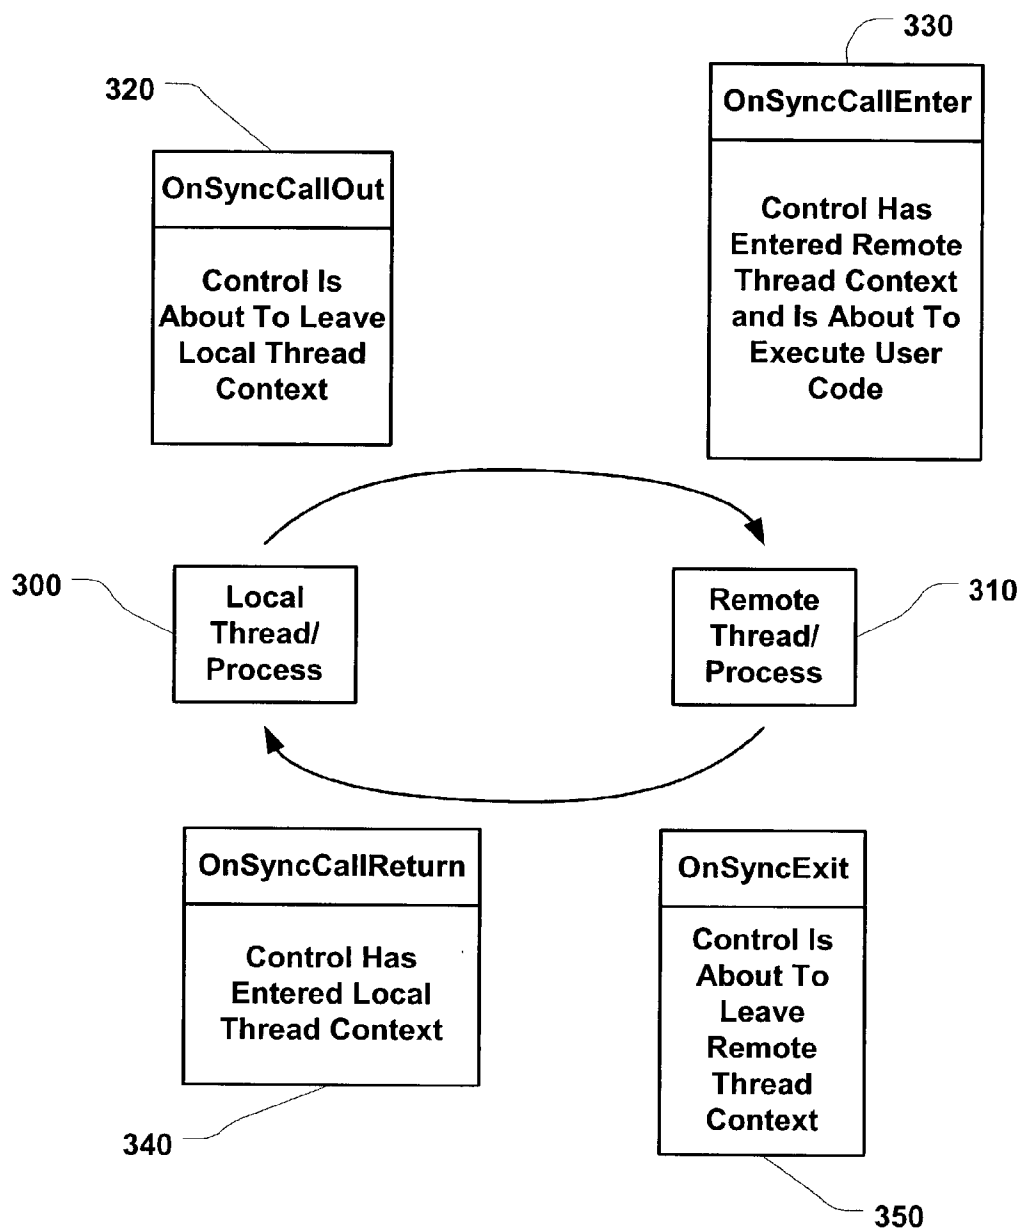 330
320
OnSyncCallEnter
OnSyncCallOut
Control Has
Entered Remote
Thread Context
and Is About To
Execute User
Code
Control Is
About To Leave
Local Thread
Context
300
Local
Thread/
Process
310
Remote
Thread/
Process
OnSyncCallReturn
Control Has
Entered Local
Thread Context
340
OnSyncExit
Control Is
About To
Leave
Remote
Thread
Context
350